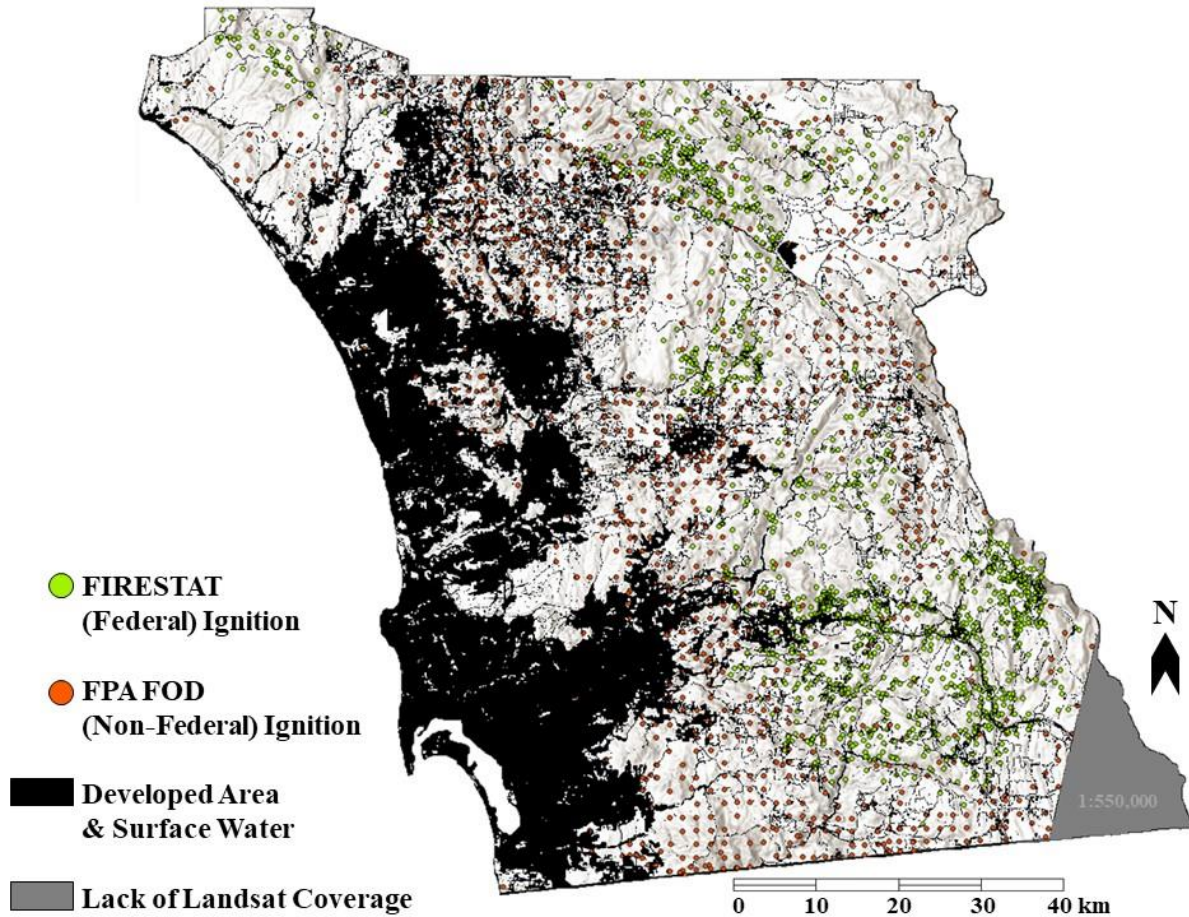 FIRESTAT
(Federal) Ignition
N
FPA FOD
(Non-Federal) Ignition
Developed Area
& Surface Water
1:550,000
Lack of Landsat Coverage
0 10 20 30 40 km